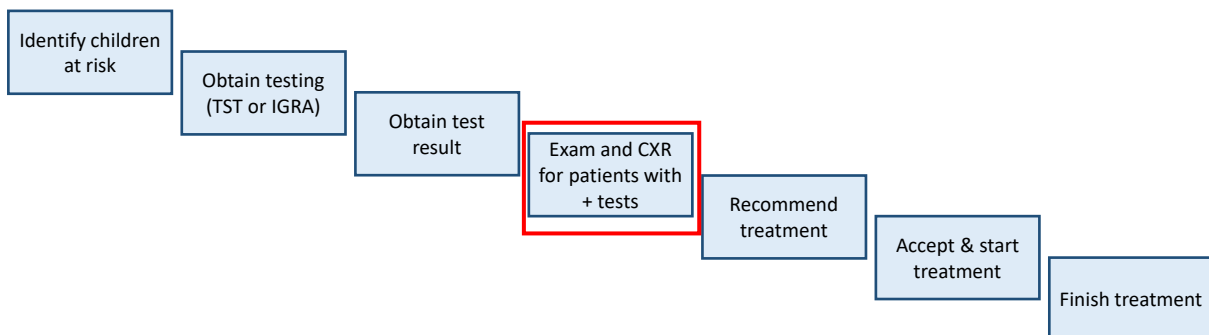 Identify children
at risk
Obtain testing
(TST or IGRA)
Obtain test
result
Exam and CXR
for patients with
+ tests
Recommend
treatment
Accept & start
treatment
Finish treatment